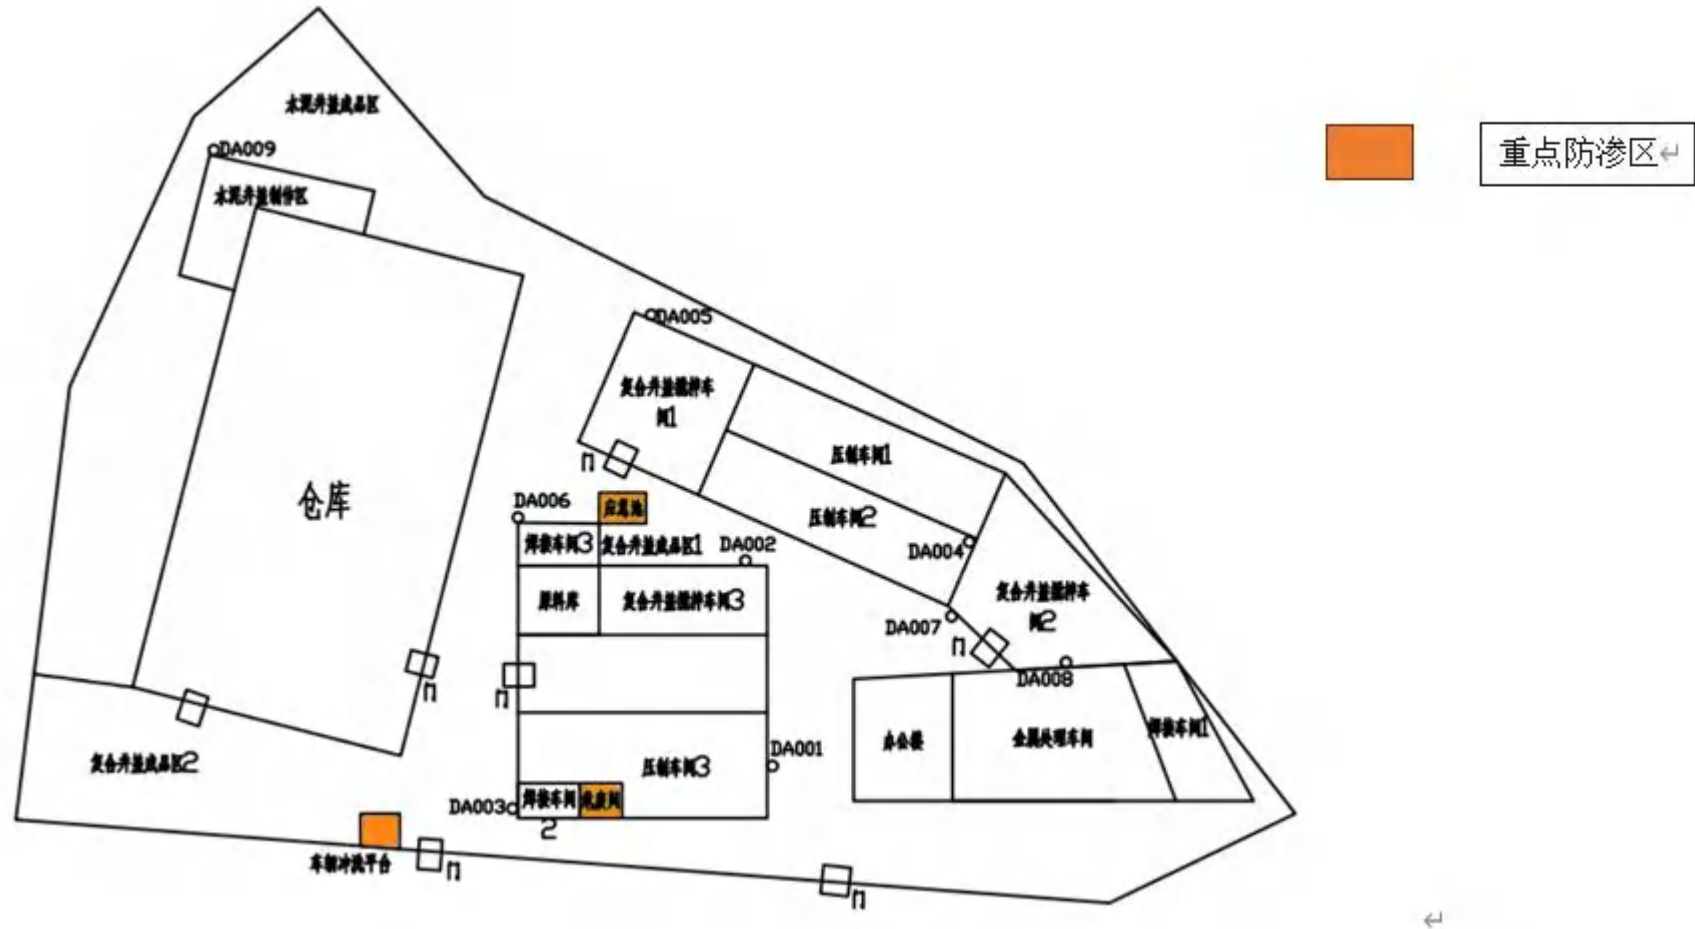 水泥井盖成品区
DA009
水泥井盖制作区
重点防渗区
DA005
复合井盖搅拌车
间1
压制车间1
门
仓库
DA006
应急池
压制车间2
焊接车间3
复合井盖成品区1
DA002
DA004
原料库
复合井盖搅拌车间3
复合井盖搅拌车
间2
DA007
门
门
门
DA008
办公楼
金属处理车间
焊接车间1
复合井盖成品区2
压制车间3
DA001
DA003
焊接车间
2
危废间
车辆冲洗平台
门
门